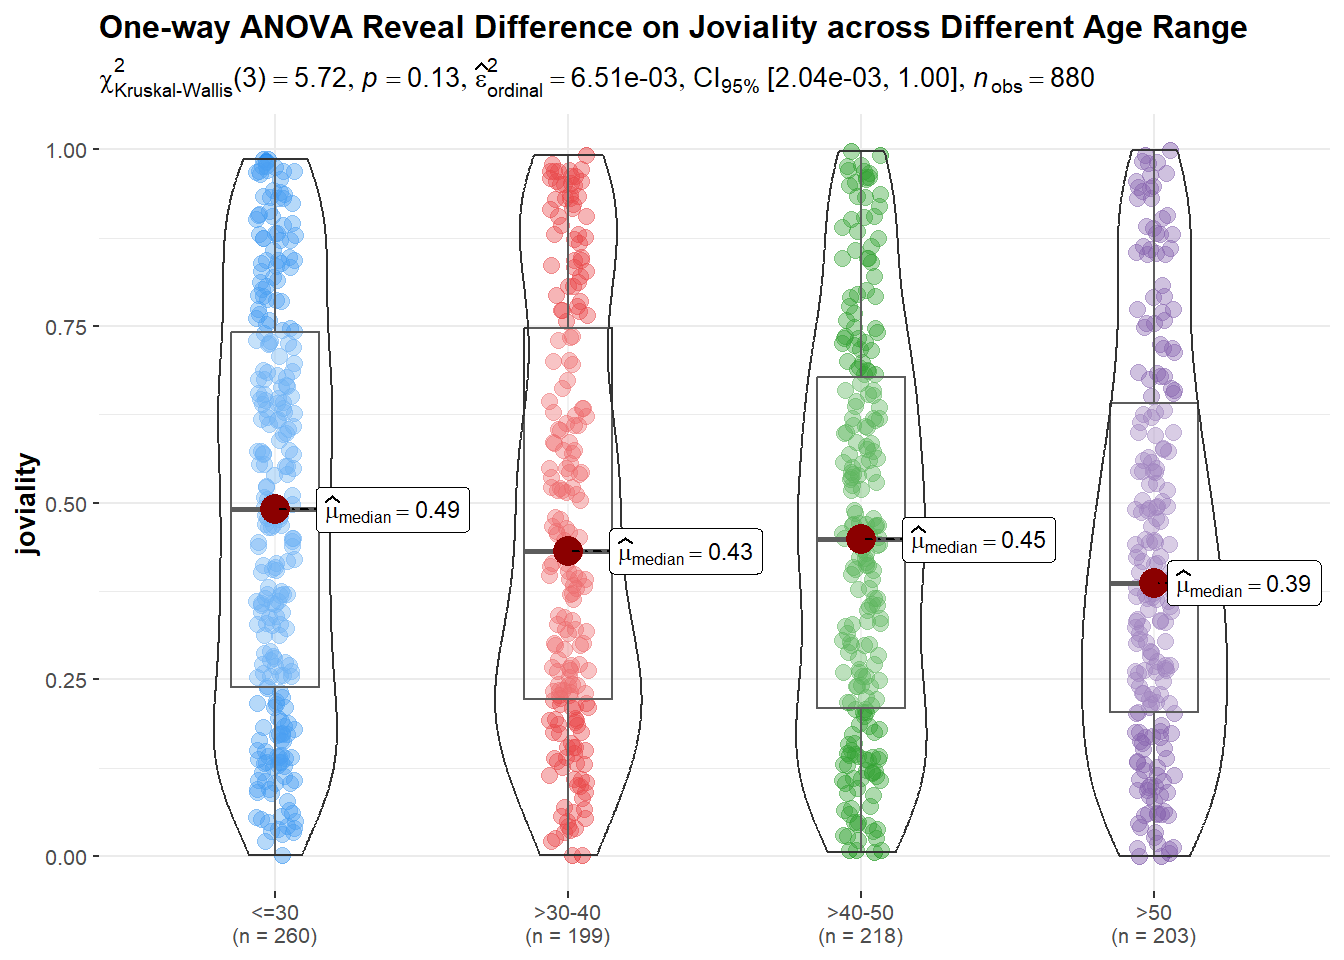 One-way ANOVA Reveal Difference on Joviality across Different Age Range
χ²Kruskal-Wallis(3) = 5.72, p = 0.13, ε̂²ordinal = 6.51e-03, CI95% [2.04e-03, 1.00], nobs = 880
joviality
1.00
0.75
0.50
0.25
0.00
μ̂median = 0.49
μ̂median = 0.43
μ̂median = 0.45
μ̂median = 0.39
<=30
(n = 260)
>30-40
(n = 199)
>40-50
(n = 218)
>50
(n = 203)